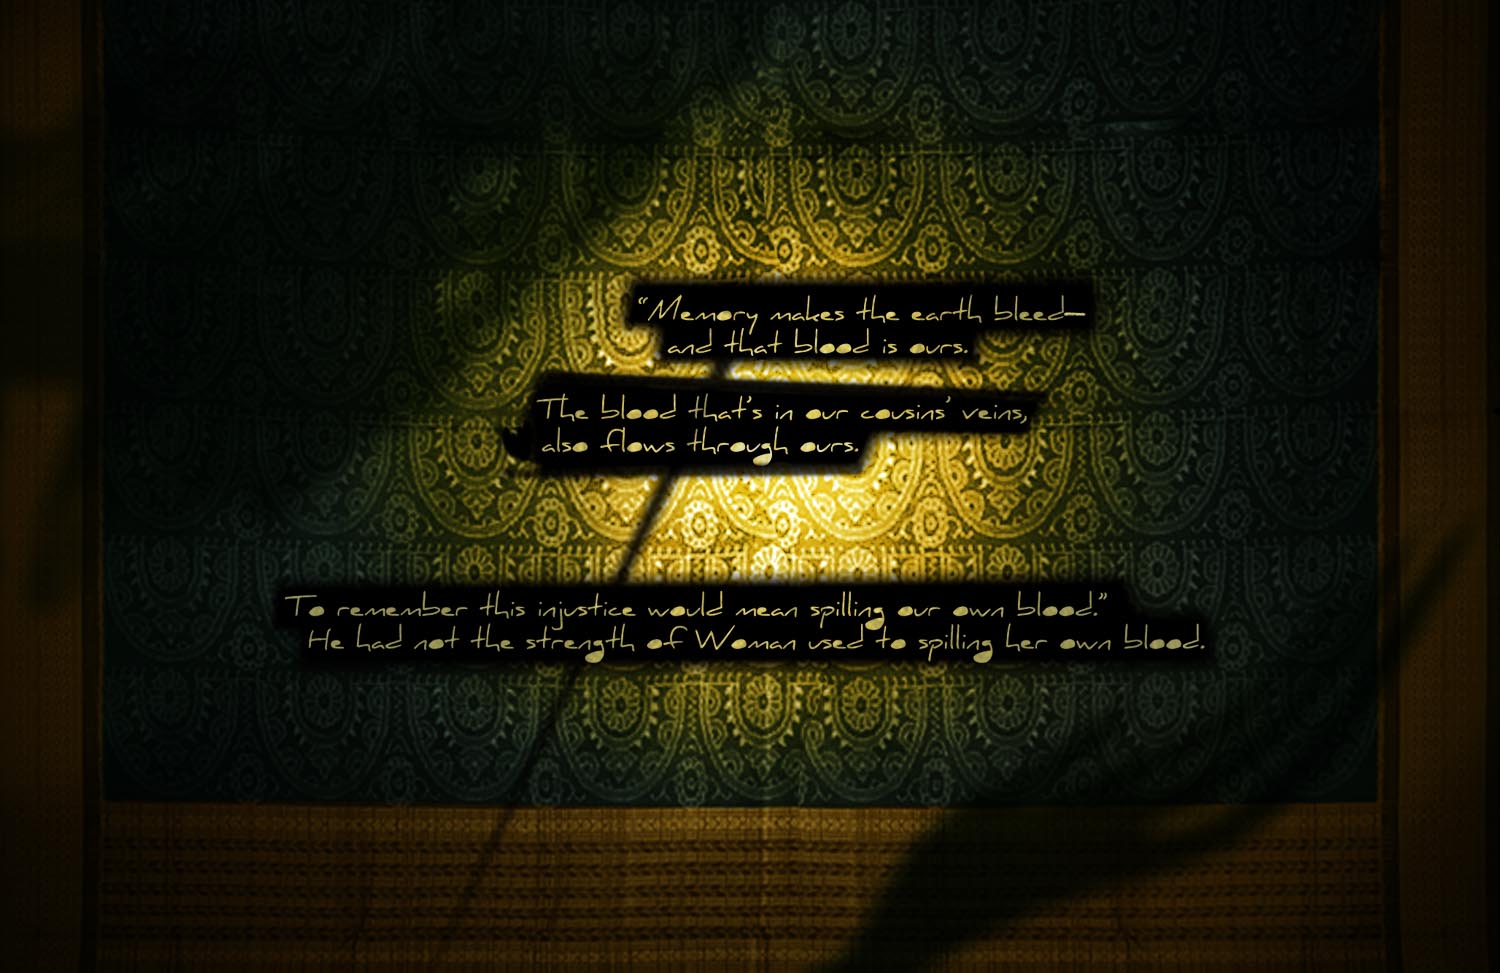 “Memory makes the earth bleed—
and that blood is ours.
The blood that’s in our cousins’ veins,
also flows through ours.
To remember this injustice would mean spilling our own blood.”
He had not the strength of Woman used to spilling her own blood.